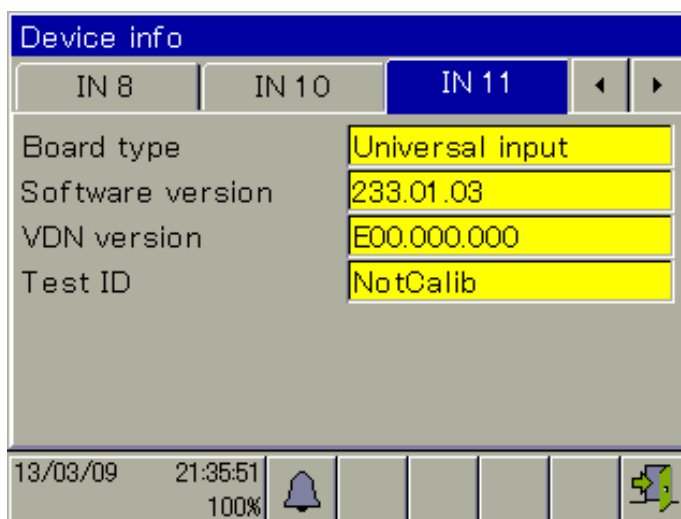 Device info
IN 8 IN 10 IN 11
Board type Universal input
Software version 233.01.03
VDN version E00.000.000
Test ID NotCalib
13/03/09 21:35:51
100%